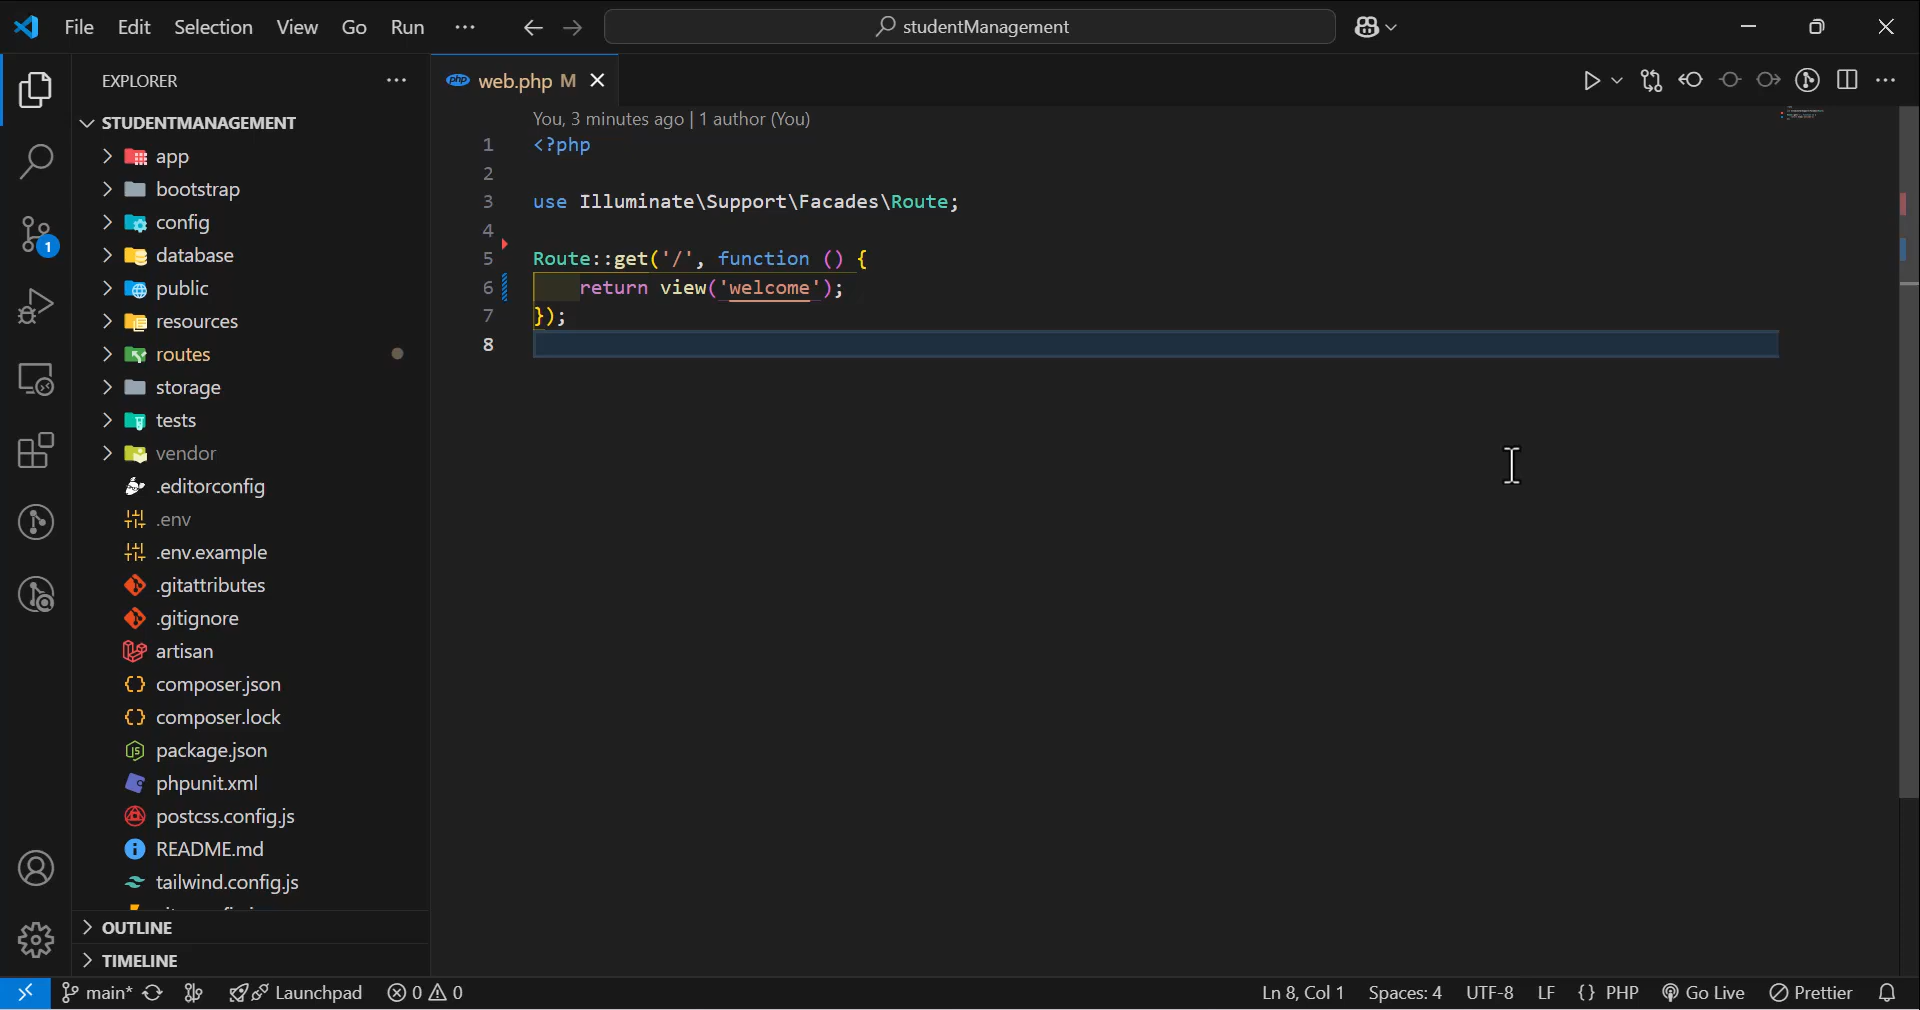 File Edit Selection View Go Run ···
studentManagement
EXPLORER
STUDENTMANAGEMENT
app
bootstrap
config
database
public
resources
routes
storage
tests
vendor
.editorconfig
.env
.env.example
.gitattributes
.gitignore
artisan
composer.json
composer.lock
package.json
phpunit.xml
postcss.config.js
README.md
tailwind.config.js
OUTLINE
TIMELINE
php web.php M
You, 3 minutes ago | 1 author (You)
1 <?php
2
3 use Illuminate\Support\Facades\Route;
4
5 Route::get('/', function () {
6 return view('welcome');
7 });
8
1
main* Launchpad 0 0
Ln 8, Col 1 Spaces: 4 UTF-8 LF {} PHP Go Live Prettier